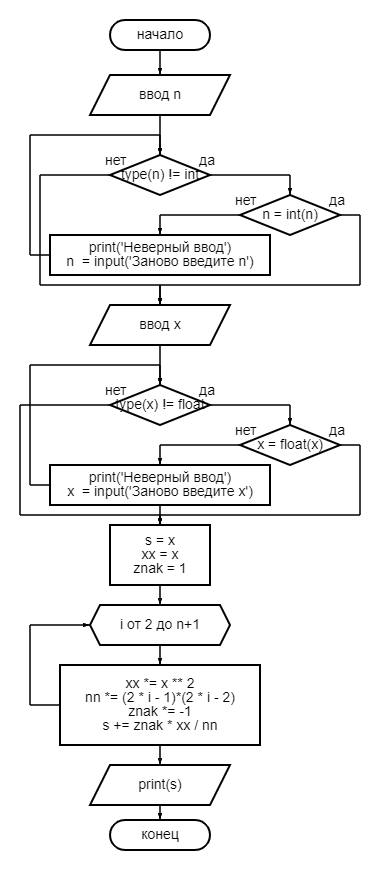 начало
ввод n
нет
да
type(n) != int
нет
да
n = int(n)
print('Неверный ввод')
n = input('Заново введите n')
ввод x
нет
да
type(x) != float
нет
да
x = float(x)
print('Неверный ввод')
x = input('Заново введите x')
s = x
xx = x
znak = 1
i от 2 до n+1
xx *= x ** 2
nn *= (2 * i - 1)*(2 * i - 2)
znak *= -1
s += znak * xx / nn
print(s)
конец